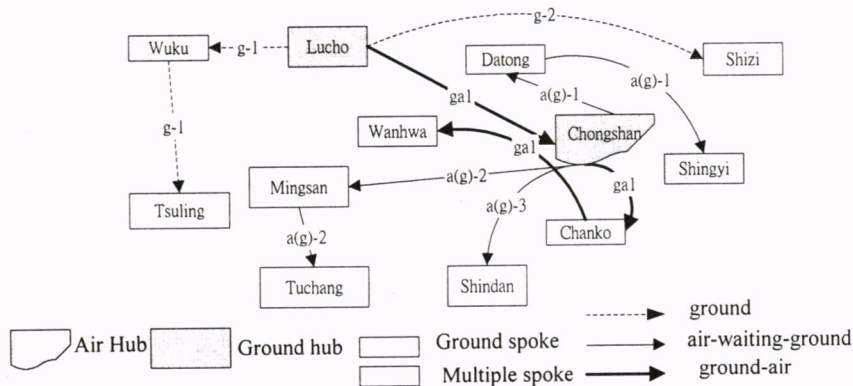 g-2
Wuku
g-1
Lucho
Datong
Shizi
a(g)-1
ga1
a(g)-1
g-1
Wanhwa
ga1
Chongshan
Shingyi
Mingsan
a(g)-2
ga1
Tsuling
a(g)-3
Chanko
a(g)-2
Tuchang
Shindan
ground
Air Hub
Ground hub
Ground spoke
air-waiting-ground
Multiple spoke
ground-air